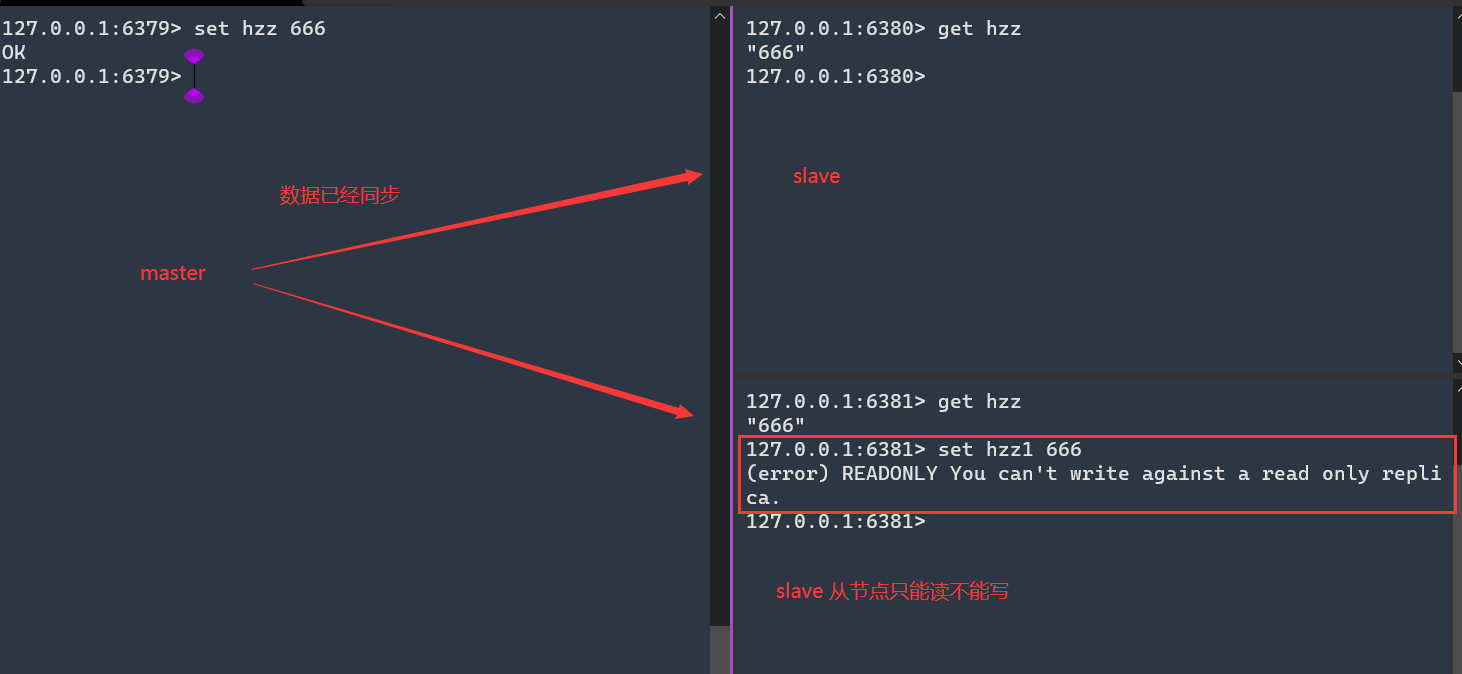 127.0.0.1:6379> set hzz 666
OK
127.0.0.1:6379>
数据已经同步
master
127.0.0.1:6380> get hzz
"666"
127.0.0.1:6380>
slave
127.0.0.1:6381> get hzz
"666"
127.0.0.1:6381> set hzz1 666
(error) READONLY You can't write against a read only repli
ca.
127.0.0.1:6381>
slave 从节点只能读不能写